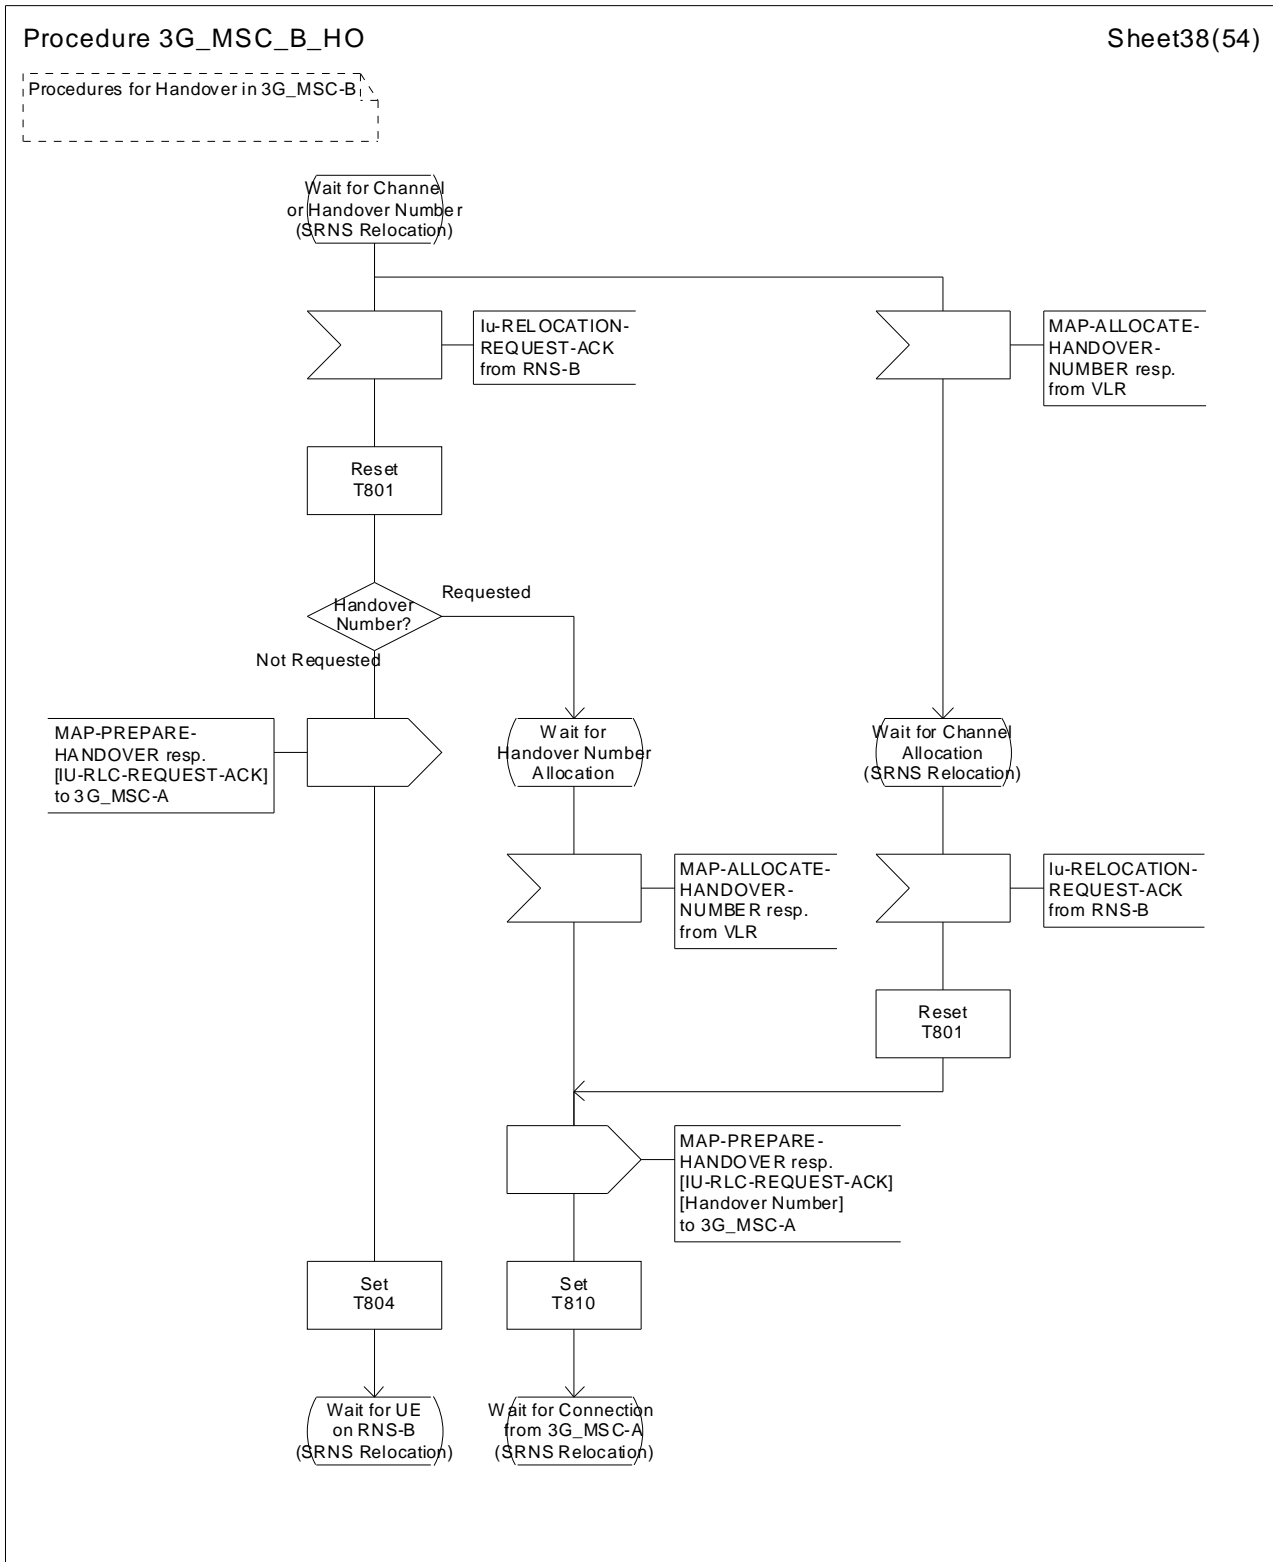 Procedure 3G_MSC_B_HO
Sheet38(54)
Procedures for Handover in 3G_MSC-B
Wait for Channel
or Handover Number
(SRNS Relocation)
Iu-RELOCATION-
REQUEST-ACK
from RNS-B
MAP-ALLOCATE-
HANDOVER-
NUMBER resp.
from VLR
Reset
T801
Handover
Number?
Requested
Not Requested
MAP-PREPARE-
HANDOVER resp.
[IU-RLC-REQUEST-ACK]
to 3G_MSC-A
Wait for
Handover Number
Allocation
Wait for Channel
Allocation
(SRNS Relocation)
MAP-ALLOCATE-
HANDOVER-
NUMBER resp.
from VLR
Iu-RELOCATION-
REQUEST-ACK
from RNS-B
Reset
T801
MAP-PREPARE-
HANDOVER resp.
[IU-RLC-REQUEST-ACK]
[Handover Number]
to 3G_MSC-A
Set
T804
Set
T810
Wait for UE
on RNS-B
(SRNS Relocation)
Wait for Connection
from 3G_MSC-A
(SRNS Relocation)